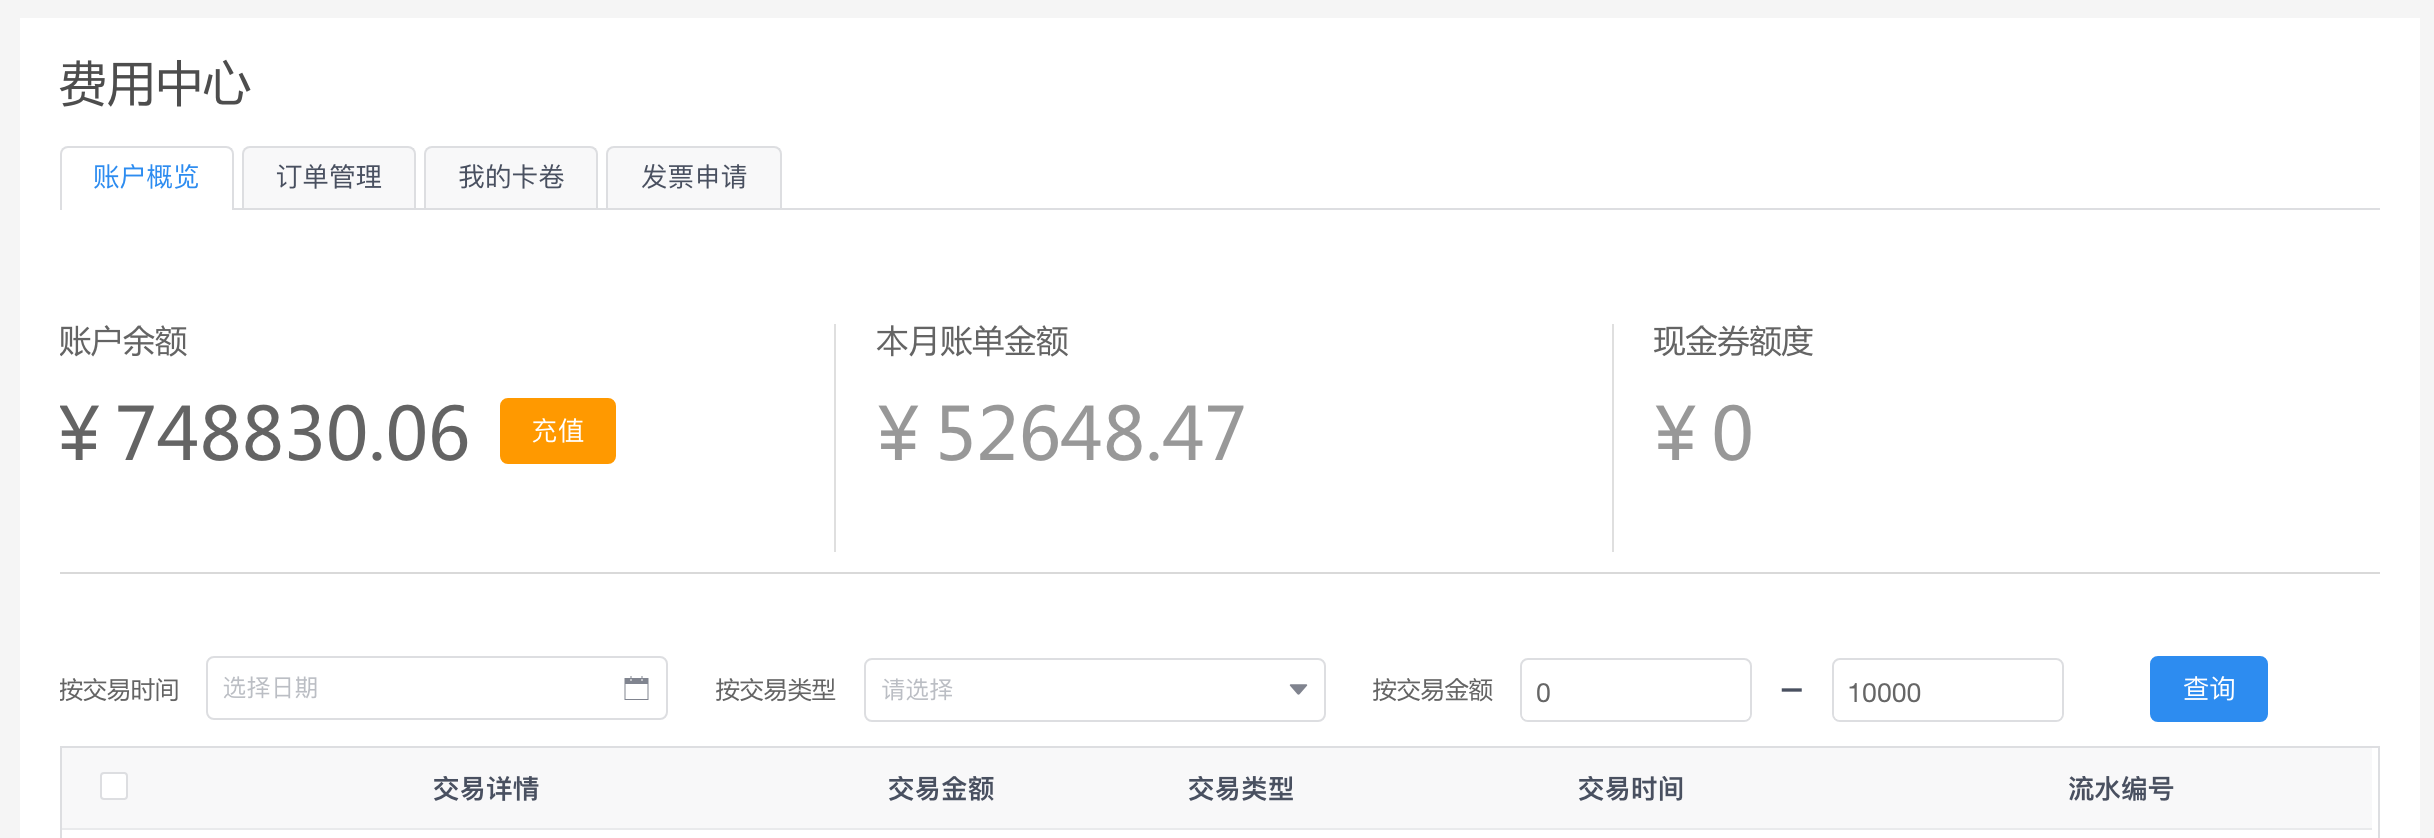 费用中心
账户概览 订单管理 我的卡卷 发票申请
账户余额 本月账单金额 现金券额度
¥ 748830.06 充值 ¥ 52648.47 ¥ 0
按交易时间 选择日期 按交易类型 请选择 按交易金额 0 – 10000 查询
交易详情 交易金额 交易类型 交易时间 流水编号